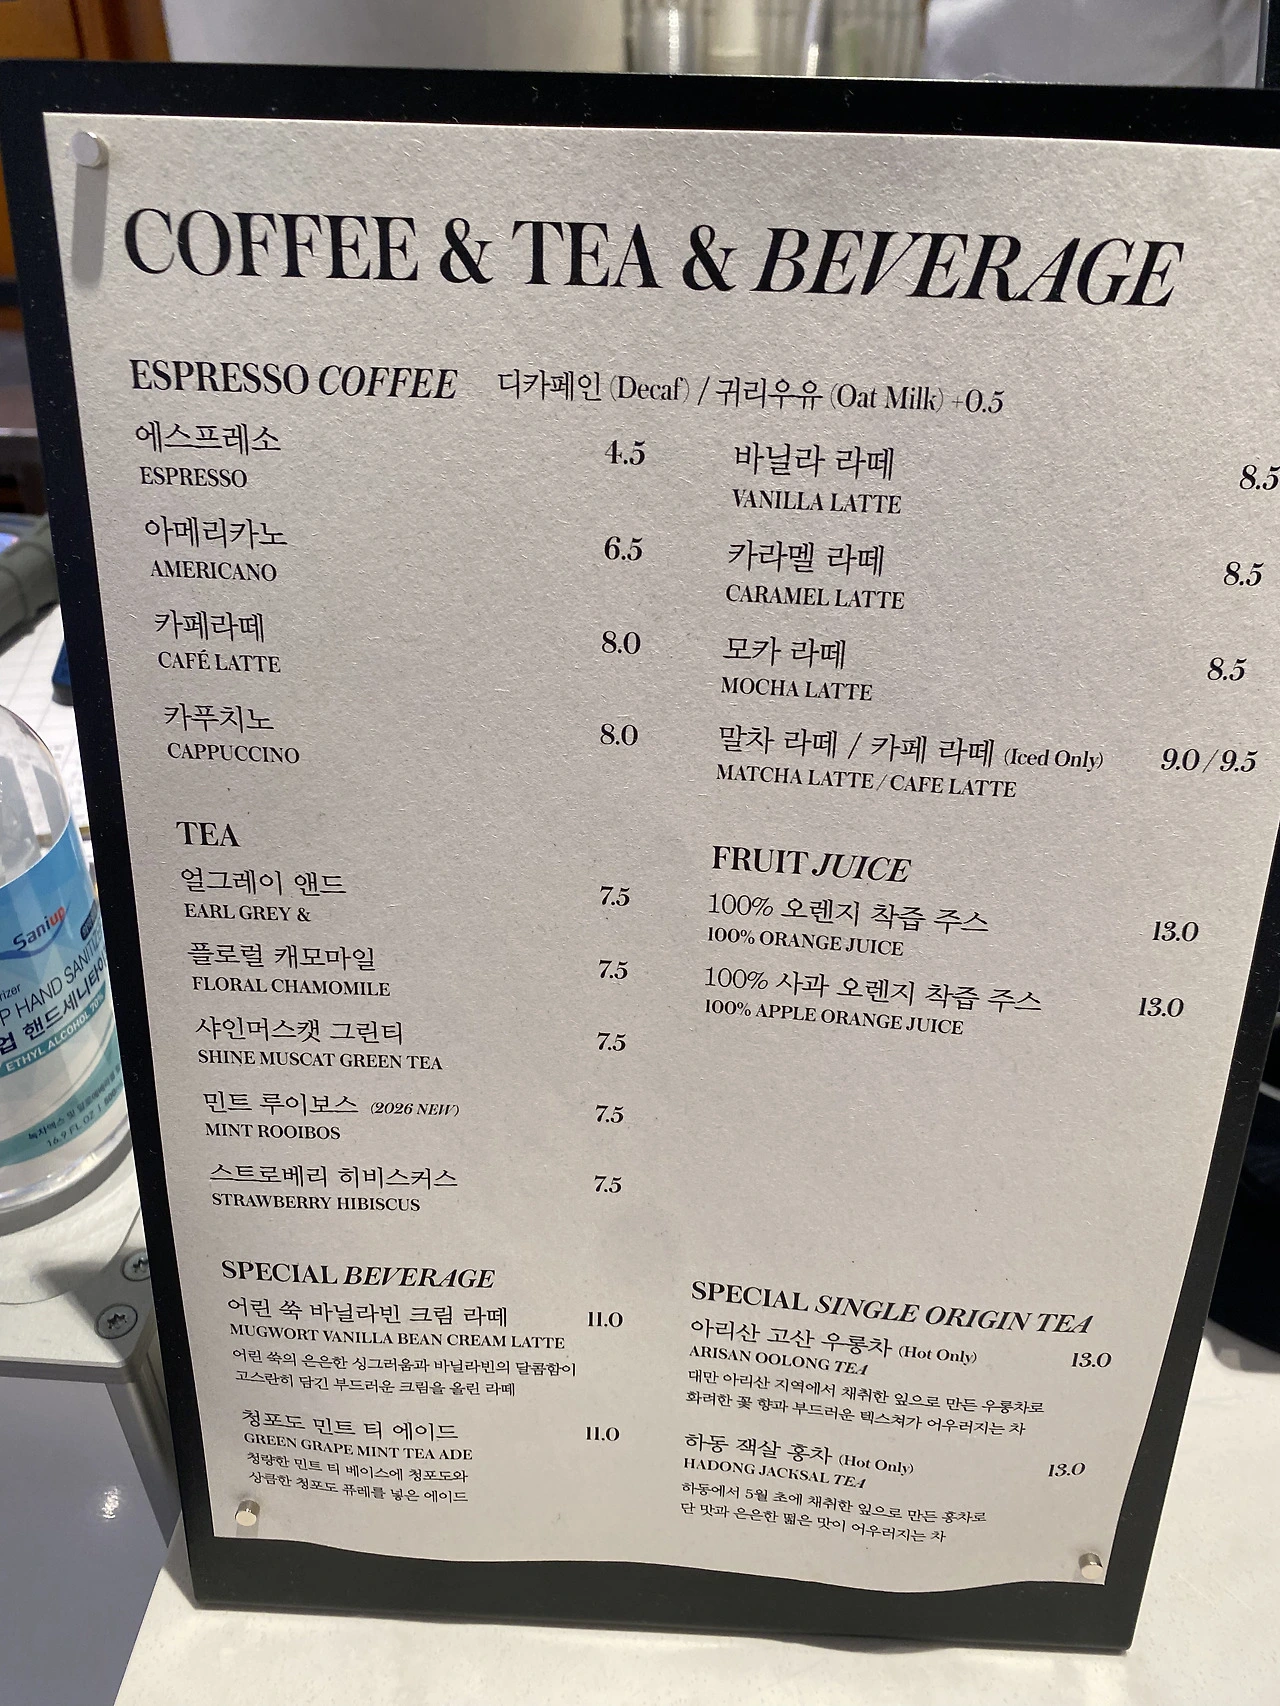 COFFEE & TEA & BEVERAGE
ESPRESSO COFFEE 디카페인 (Decaf) / 귀리우유 (Oat Milk) +0.5
에스프레소 4.5
ESPRESSO
아메리카노 6.5
AMERICANO
카페라떼 8.0
CAFÉ LATTE
카푸치노 8.0
CAPPUCCINO
바닐라 라떼 8.5
VANILLA LATTE
카라멜 라떼 8.5
CARAMEL LATTE
모카 라떼 8.5
MOCHA LATTE
말차 라떼 / 카페 라떼 (Iced Only) 9.0 / 9.5
MATCHA LATTE / CAFE LATTE
TEA
얼그레이 앤드 7.5
EARL GREY &
플로럴 캐모마일 7.5
FLORAL CHAMOMILE
샤인머스캣 그린티 7.5
SHINE MUSCAT GREEN TEA
민트 루이보스 (2026 NEW) 7.5
MINT ROOIBOS
스트로베리 히비스커스 7.5
STRAWBERRY HIBISCUS
FRUIT JUICE
100% 오렌지 착즙 주스 13.0
100% ORANGE JUICE
100% 사과 오렌지 착즙 주스 13.0
100% APPLE ORANGE JUICE
SPECIAL BEVERAGE
어린 쑥 바닐라빈 크림 라떼 11.0
MUGWORT VANILLA BEAN CREAM LATTE
어린 쑥의 은은한 싱그러움과 바닐라빈의 달콤함이
고스란히 담긴 부드러운 크림을 올린 라떼
청포도 민트 티 에이드 11.0
GREEN GRAPE MINT TEA ADE
청량한 민트 티 베이스에 청포도와
상큼한 청포도 퓨레를 넣은 에이드
SPECIAL SINGLE ORIGIN TEA
아리산 고산 우롱차 (Hot Only) 13.0
ARISAN OOLONG TEA
대만 아리산 지역에서 채취한 잎으로 만든 우롱차로
화려한 꽃 향과 부드러운 텍스쳐가 어우러지는 차
하동 잭살 홍차 (Hot Only) 13.0
HADONG JACKSAL TEA
하동에서 5월 초에 채취한 잎으로 만든 홍차로
단 맛과 은은한 떫은 맛이 어우러지는 차
Saniup
HAND SANITIZ
업 핸드세니타이
ETHYL ALCOHOL 70%
16.9 FL OZ